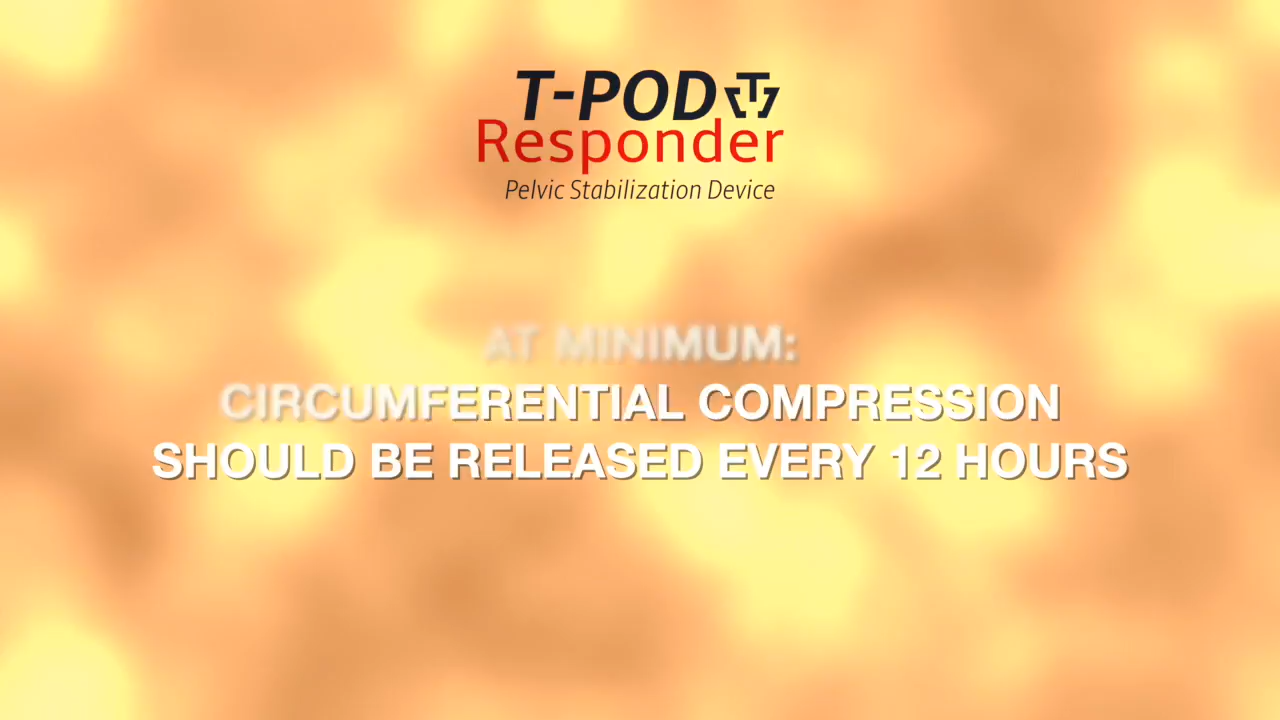 T-POD
Responder
Pelvic Stabilization Device
AT MINIMUM:
CIRCUMFERENTIAL COMPRESSION
SHOULD BE RELEASED EVERY 12 HOURS